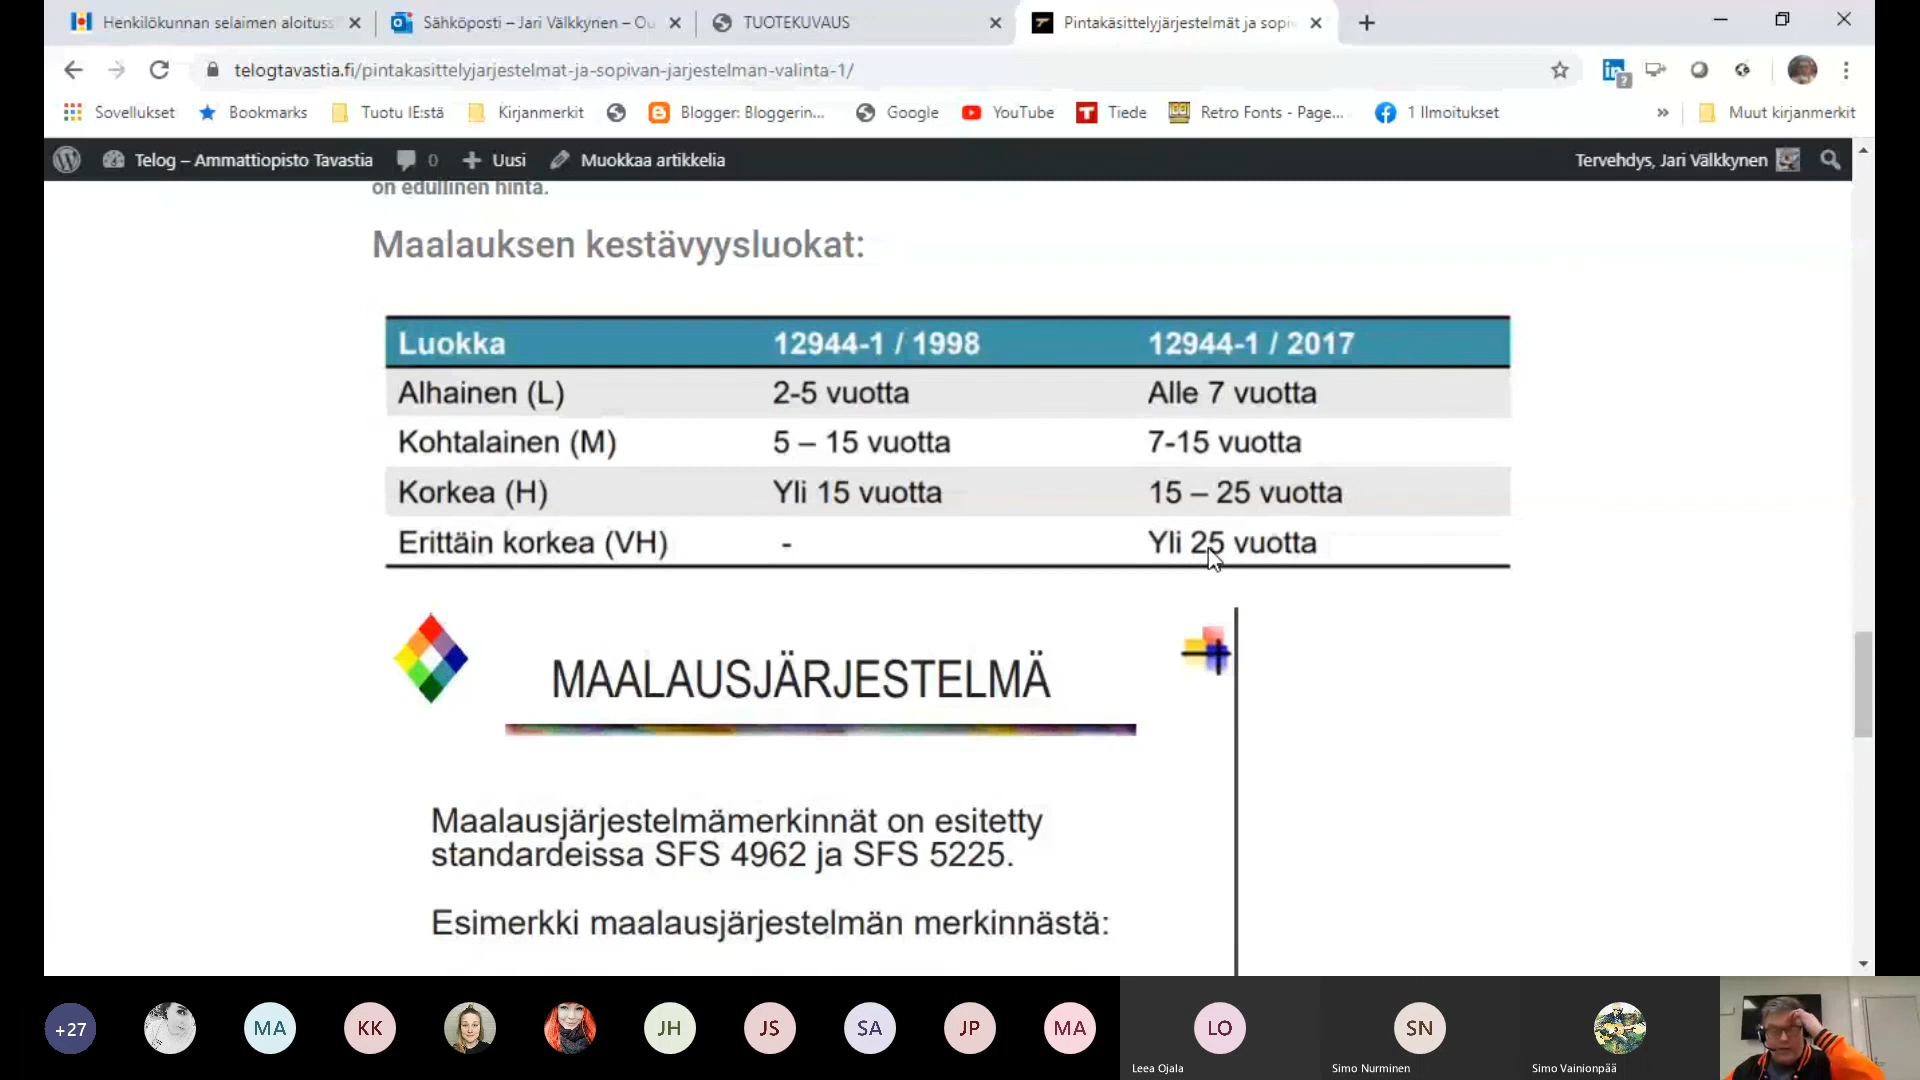 Henkilökunnan selaimen aloituss
Sähköposti – Jari Välkkynen – Ou
TUOTEKUVAUS
Pintakäsittelyjärjestelmät ja sopiv
telogtavastia.fi/pintakasittelyjarjestelmat-ja-sopivan-jarjestelman-valinta-1/
Sovellukset
Bookmarks
Tuotu IE:stä
Kirjanmerkit
Blogger: Bloggerin...
Google
YouTube
Tiede
Retro Fonts - Page...
1 Ilmoitukset
»
Muut kirjanmerkit
Telog – Ammattiopisto Tavastia
0
Uusi
Muokkaa artikkelia
Tervehdys, Jari Välkkynen
on edullinen hinta.
Maalauksen kestävyysluokat:
Luokka 12944-1 / 1998 12944-1 / 2017
Alhainen (L) 2-5 vuotta Alle 7 vuotta
Kohtalainen (M) 5 – 15 vuotta 7-15 vuotta
Korkea (H) Yli 15 vuotta 15 – 25 vuotta
Erittäin korkea (VH) - Yli 25 vuotta
MAALAUSJÄRJESTELMÄ
Maalausjärjestelmämerkinnät on esitetty
standardeissa SFS 4962 ja SFS 5225.
Esimerkki maalausjärjestelmän merkinnästä:
+27
MA
KK
JH
JS
SA
JP
MA
LO
SN
Leea Ojala
Simo Nurminen
Simo Vainionpää